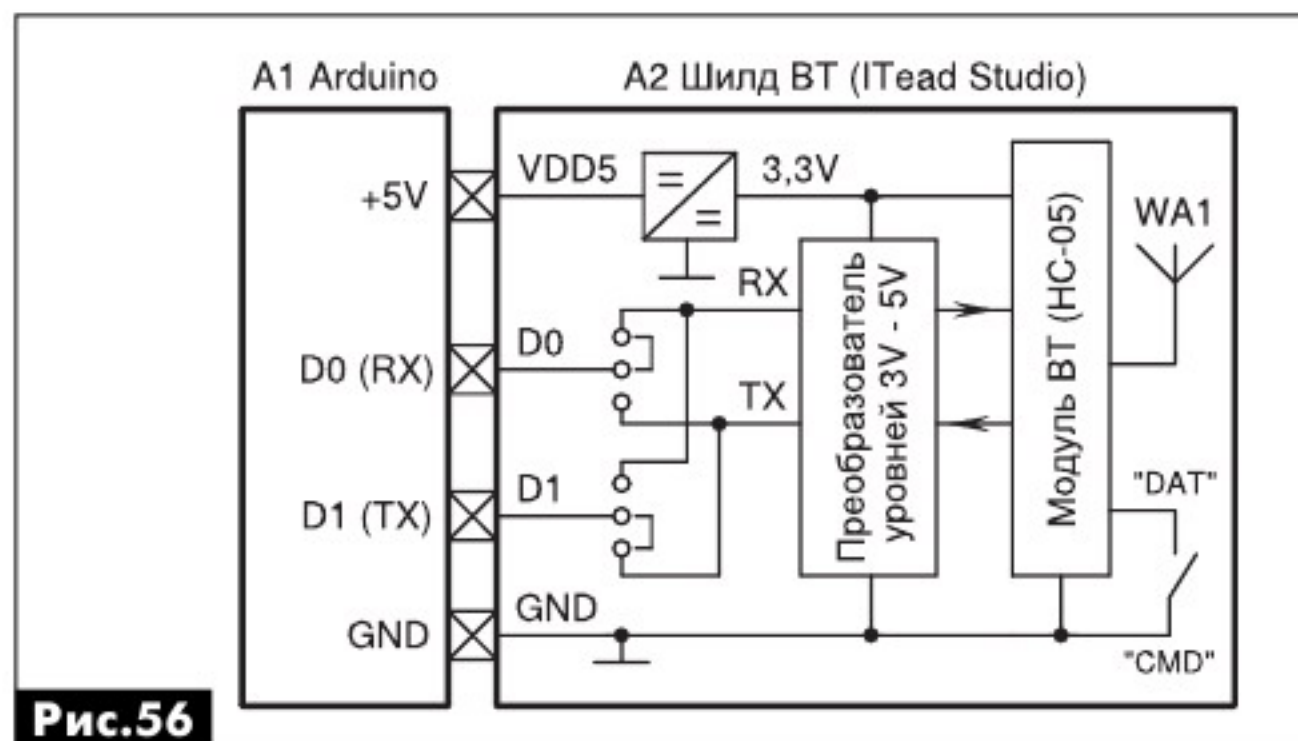 A1 Arduino
A2 Шилд BT (ITead Studio)
+5V
VDD5
=
=
3,3V
WA1
RX
D0 (RX)
D0
TX
Преобразователь
уровней 3V - 5V
Модуль BT (HC-05)
"DAT"
D1 (TX)
D1
GND
GND
"CMD"
Рис.56